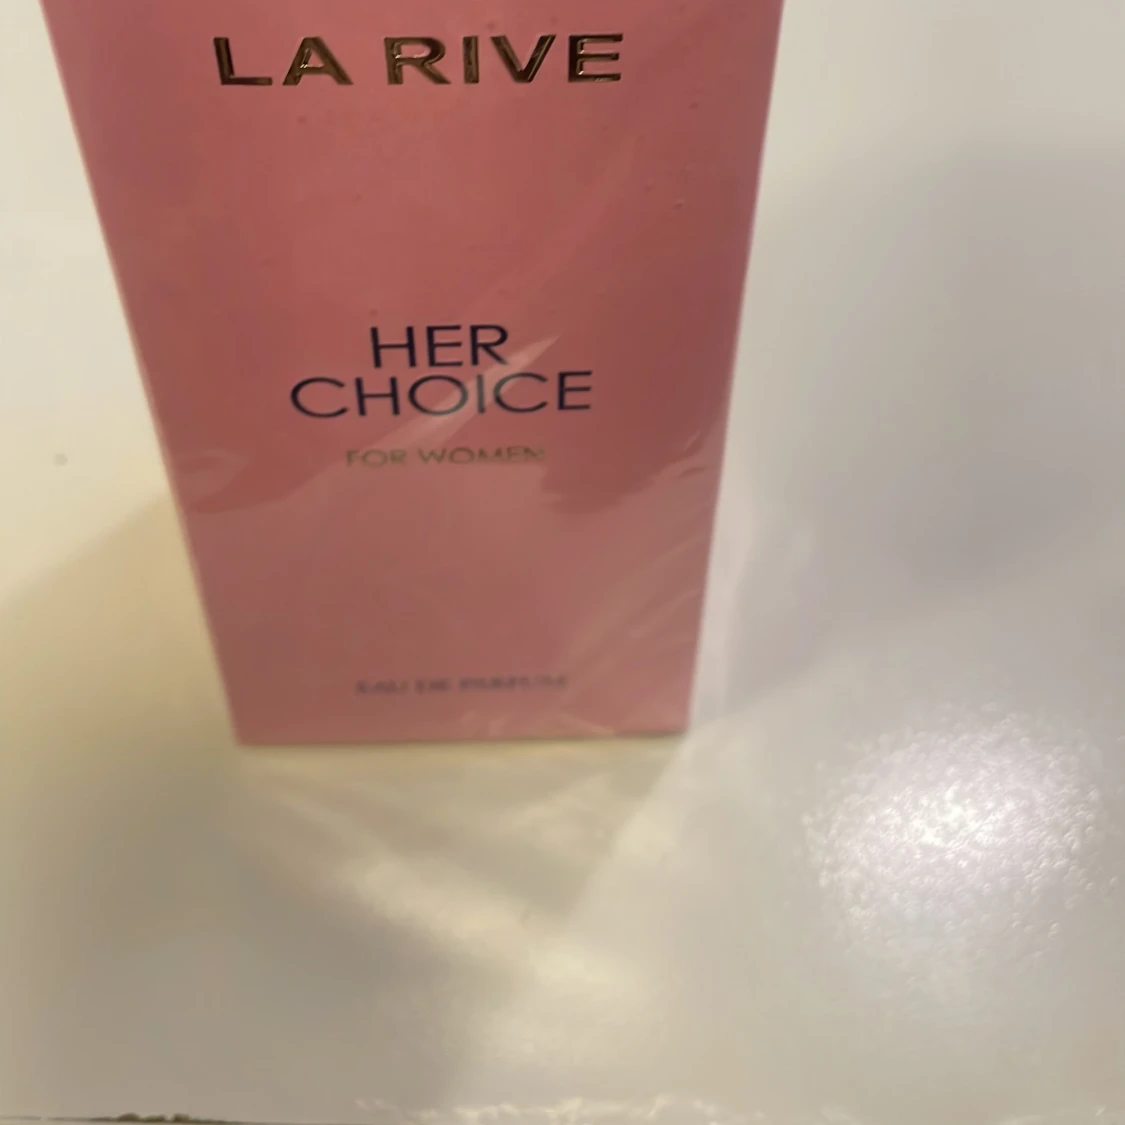 LA RIVE
HER
CHOICE
FOR WOMEN
EAU DE PARFUM